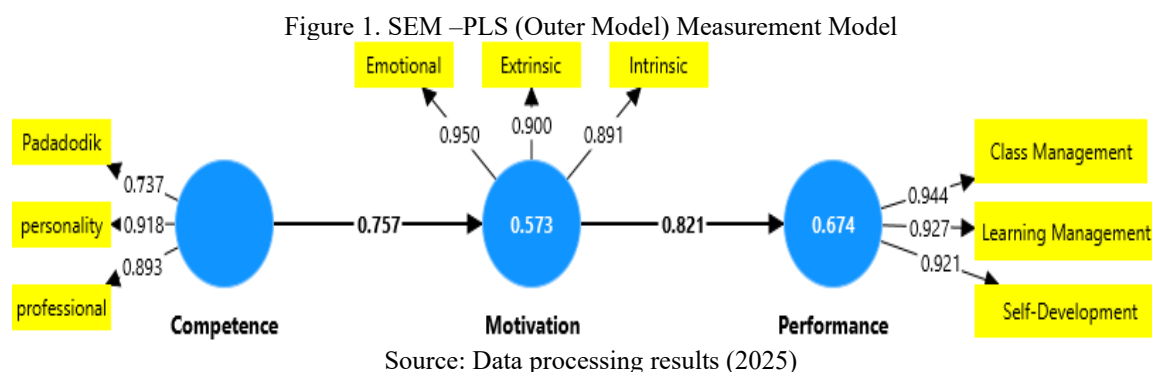 Figure 1. SEM –PLS (Outer Model) Measurement Model
Emotional
Extrinsic
Intrinsic
0.950
0.900
0.891
Padadodik
personality
professional
0.737
0.918
0.893
0.757
0.573
0.821
0.674
0.944
0.927
0.921
Class Management
Learning Management
Self-Development
Competence
Motivation
Performance
Source: Data processing results (2025)